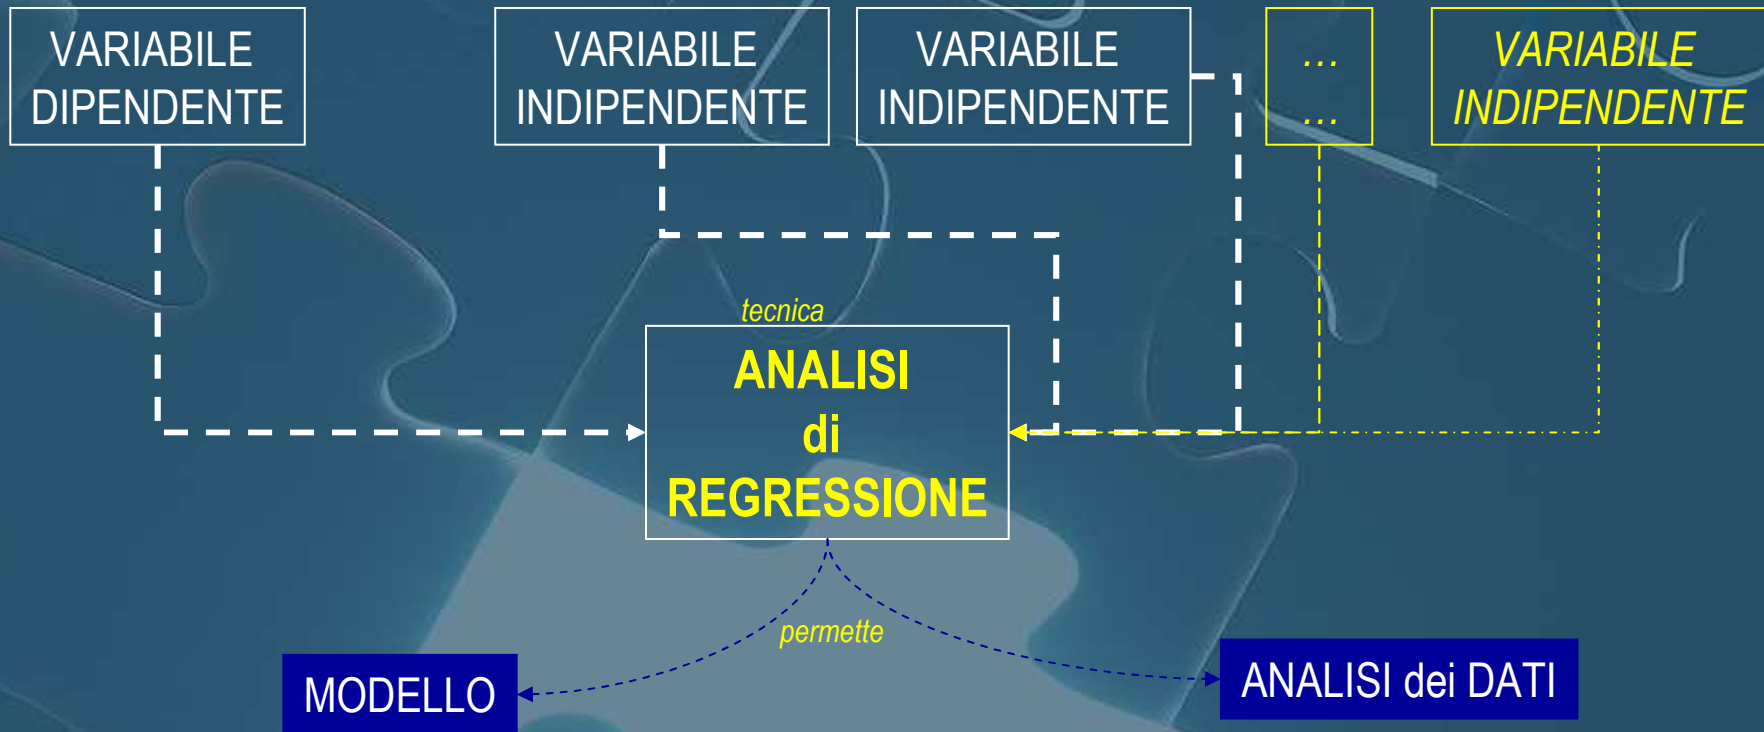 VARIABILE
DIPENDENTE
VARIABILE
INDIPENDENTE
VARIABILE
INDIPENDENTE
...
...
VARIABILE
INDIPENDENTE
tecnica
ANALISI
di
REGRESSIONE
permette
MODELLO
ANALISI dei DATI